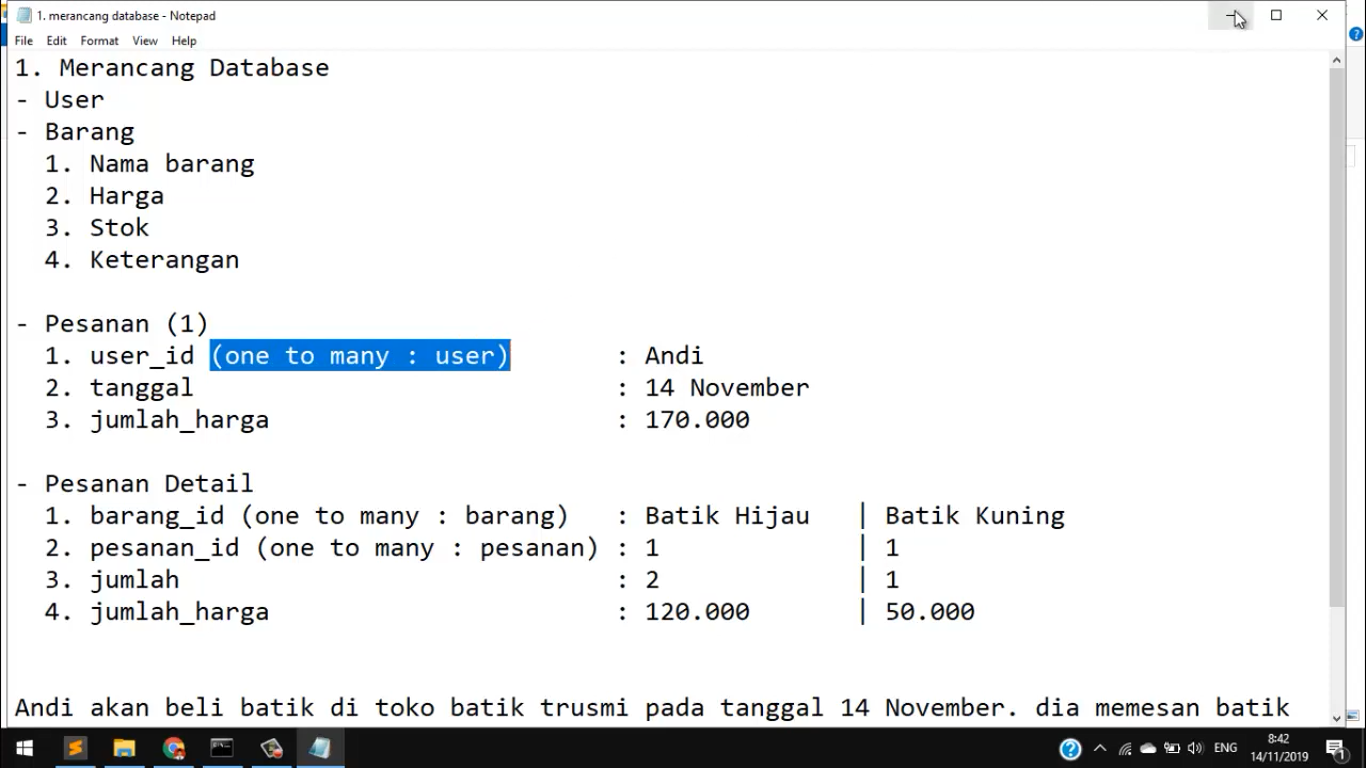 1. merancang database - Notepad
File Edit Format View Help
1. Merancang Database
- User
- Barang
1. Nama barang
2. Harga
3. Stok
4. Keterangan
- Pesanan (1)
1. user_id (one to many : user) : Andi
2. tanggal : 14 November
3. jumlah_harga : 170.000
- Pesanan Detail
1. barang_id (one to many : barang) : Batik Hijau | Batik Kuning
2. pesanan_id (one to many : pesanan) : 1 | 1
3. jumlah : 2 | 1
4. jumlah_harga : 120.000 | 50.000
Andi akan beli batik di toko batik trusmi pada tanggal 14 November. dia memesan batik
ENG
8:42
14/11/2019
1